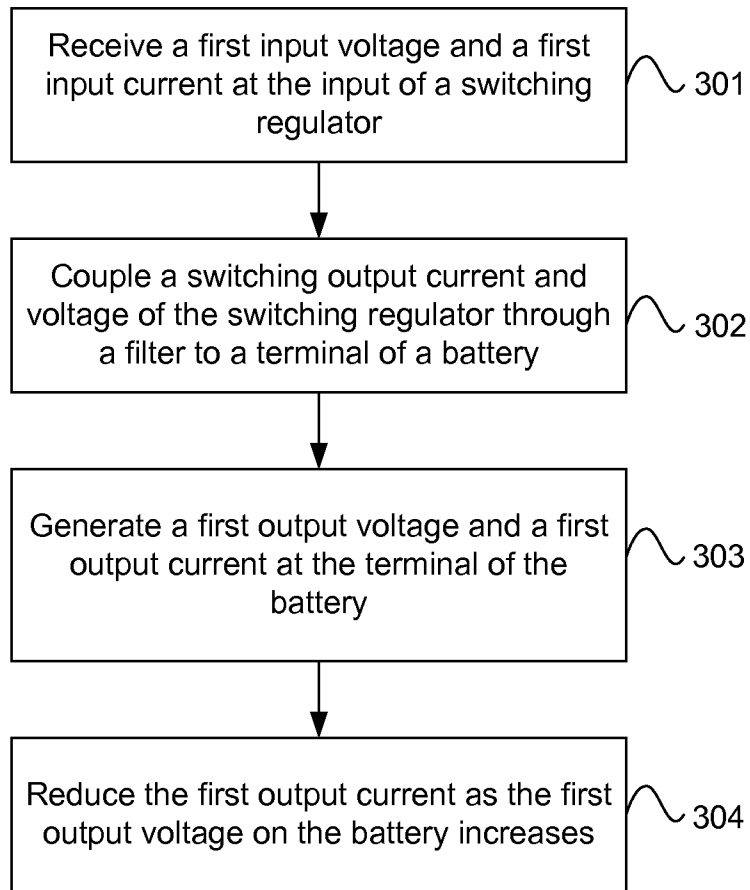 Receive a first input voltage and a first
input current at the input of a switching
regulator
301
Couple a switching output current and
voltage of the switching regulator through
a filter to a terminal of a battery
302
Generate a first output voltage and a first
output current at the terminal of the
battery
303
Reduce the first output current as the first
output voltage on the battery increases
304